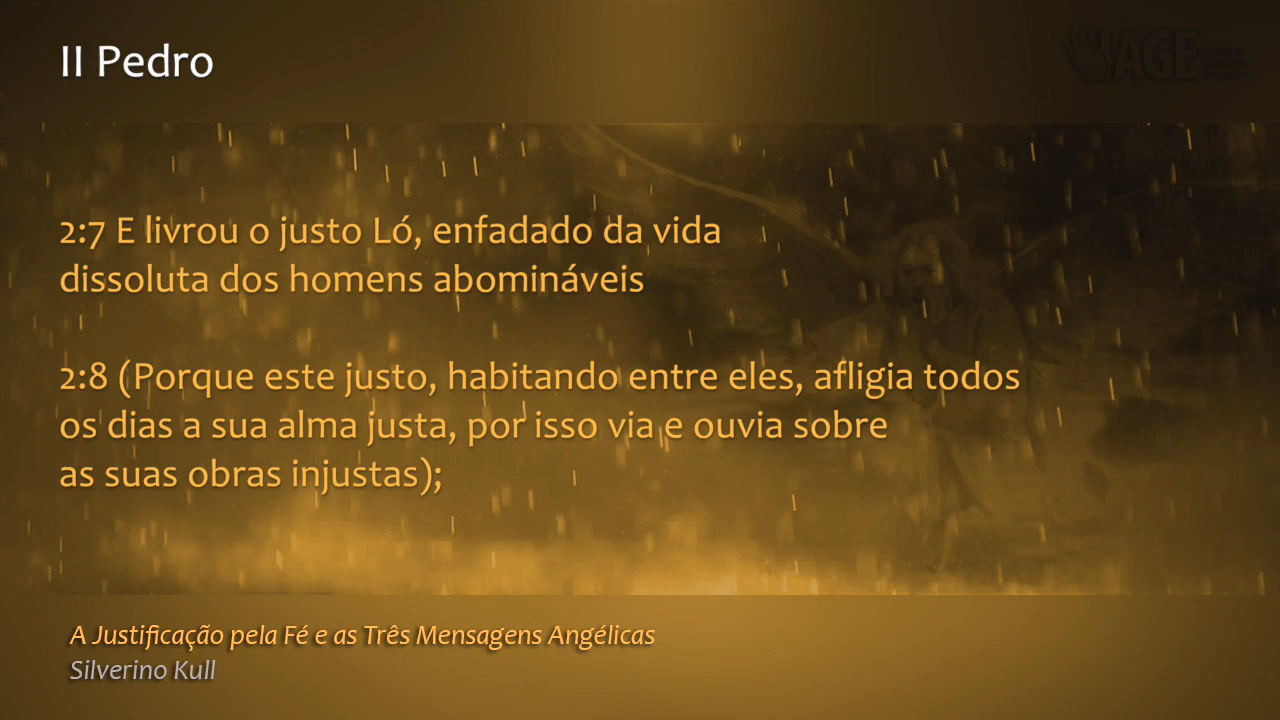 II Pedro
IAGE
2:7 E livrou o justo Ló, enfadado da vida
dissoluta dos homens abomináveis
2:8 (Porque este justo, habitando entre eles, afligia todos
os dias a sua alma justa, por isso via e ouvia sobre
as suas obras injustas);
A Justificação pela Fé e as Três Mensagens Angélicas
Silverino Kull